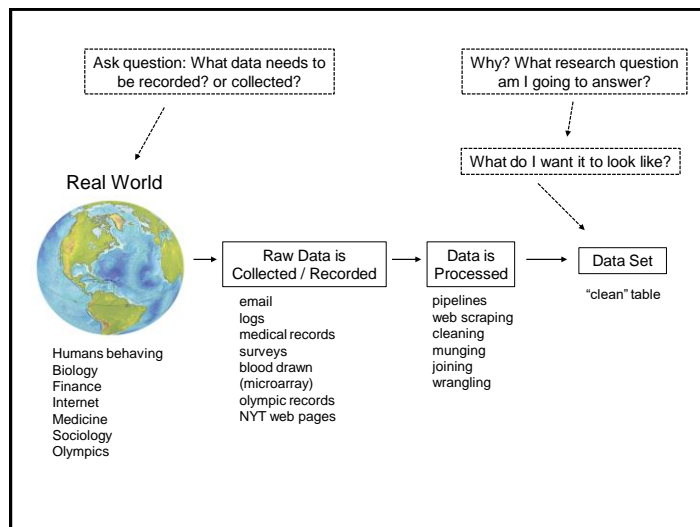 Ask question: What data needs to
be recorded? or collected?
Why? What research question
am I going to answer?
What do I want it to look like?
Real World
Raw Data is
Collected / Recorded
Data is
Processed
Data Set
email
logs
medical records
surveys
blood drawn
(microarray)
olympic records
NYT web pages
pipelines
web scraping
cleaning
munging
joining
wrangling
“clean” table
Humans behaving
Biology
Finance
Internet
Medicine
Sociology
Olympics